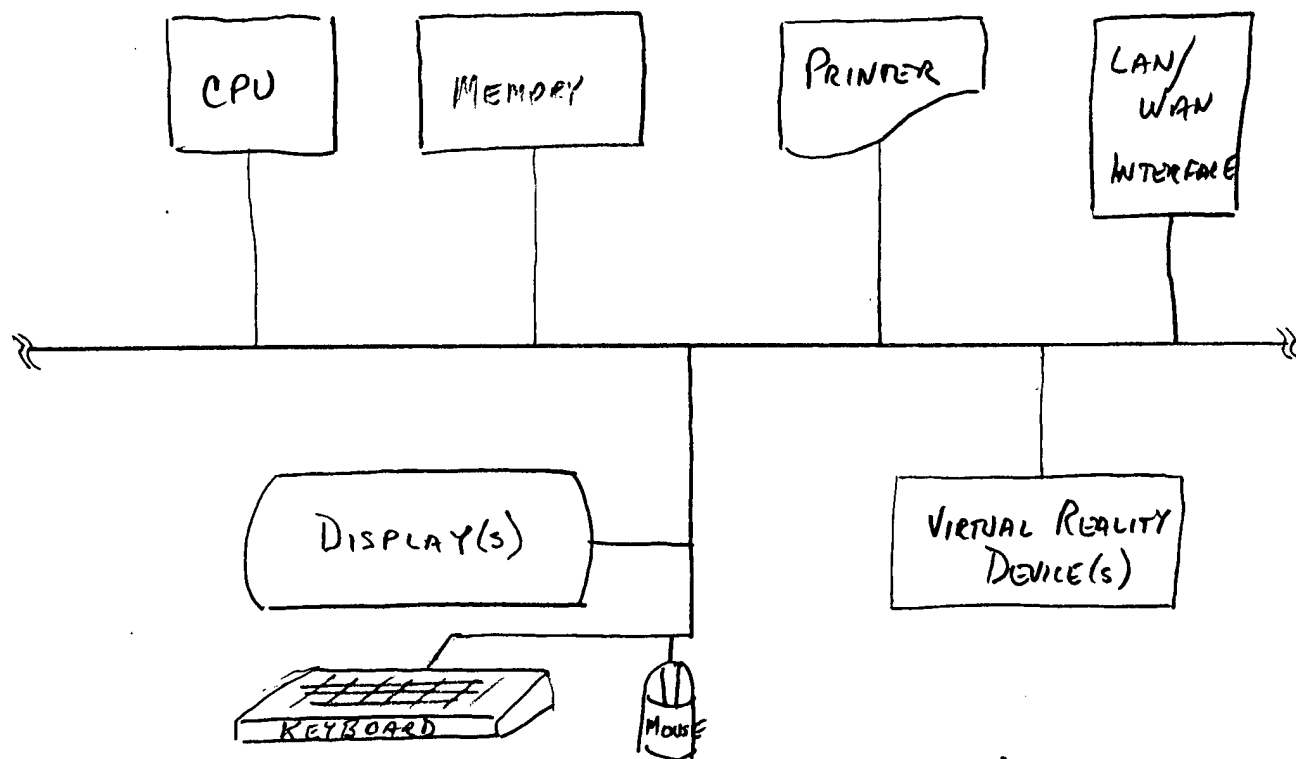 CPU
MEMORY
PRINTER
LAN/
WAN
INTERFACE
DISPLAY(S)
VIRTUAL REALITY
DEVICE(S)
KEYBOARD
MOUSE